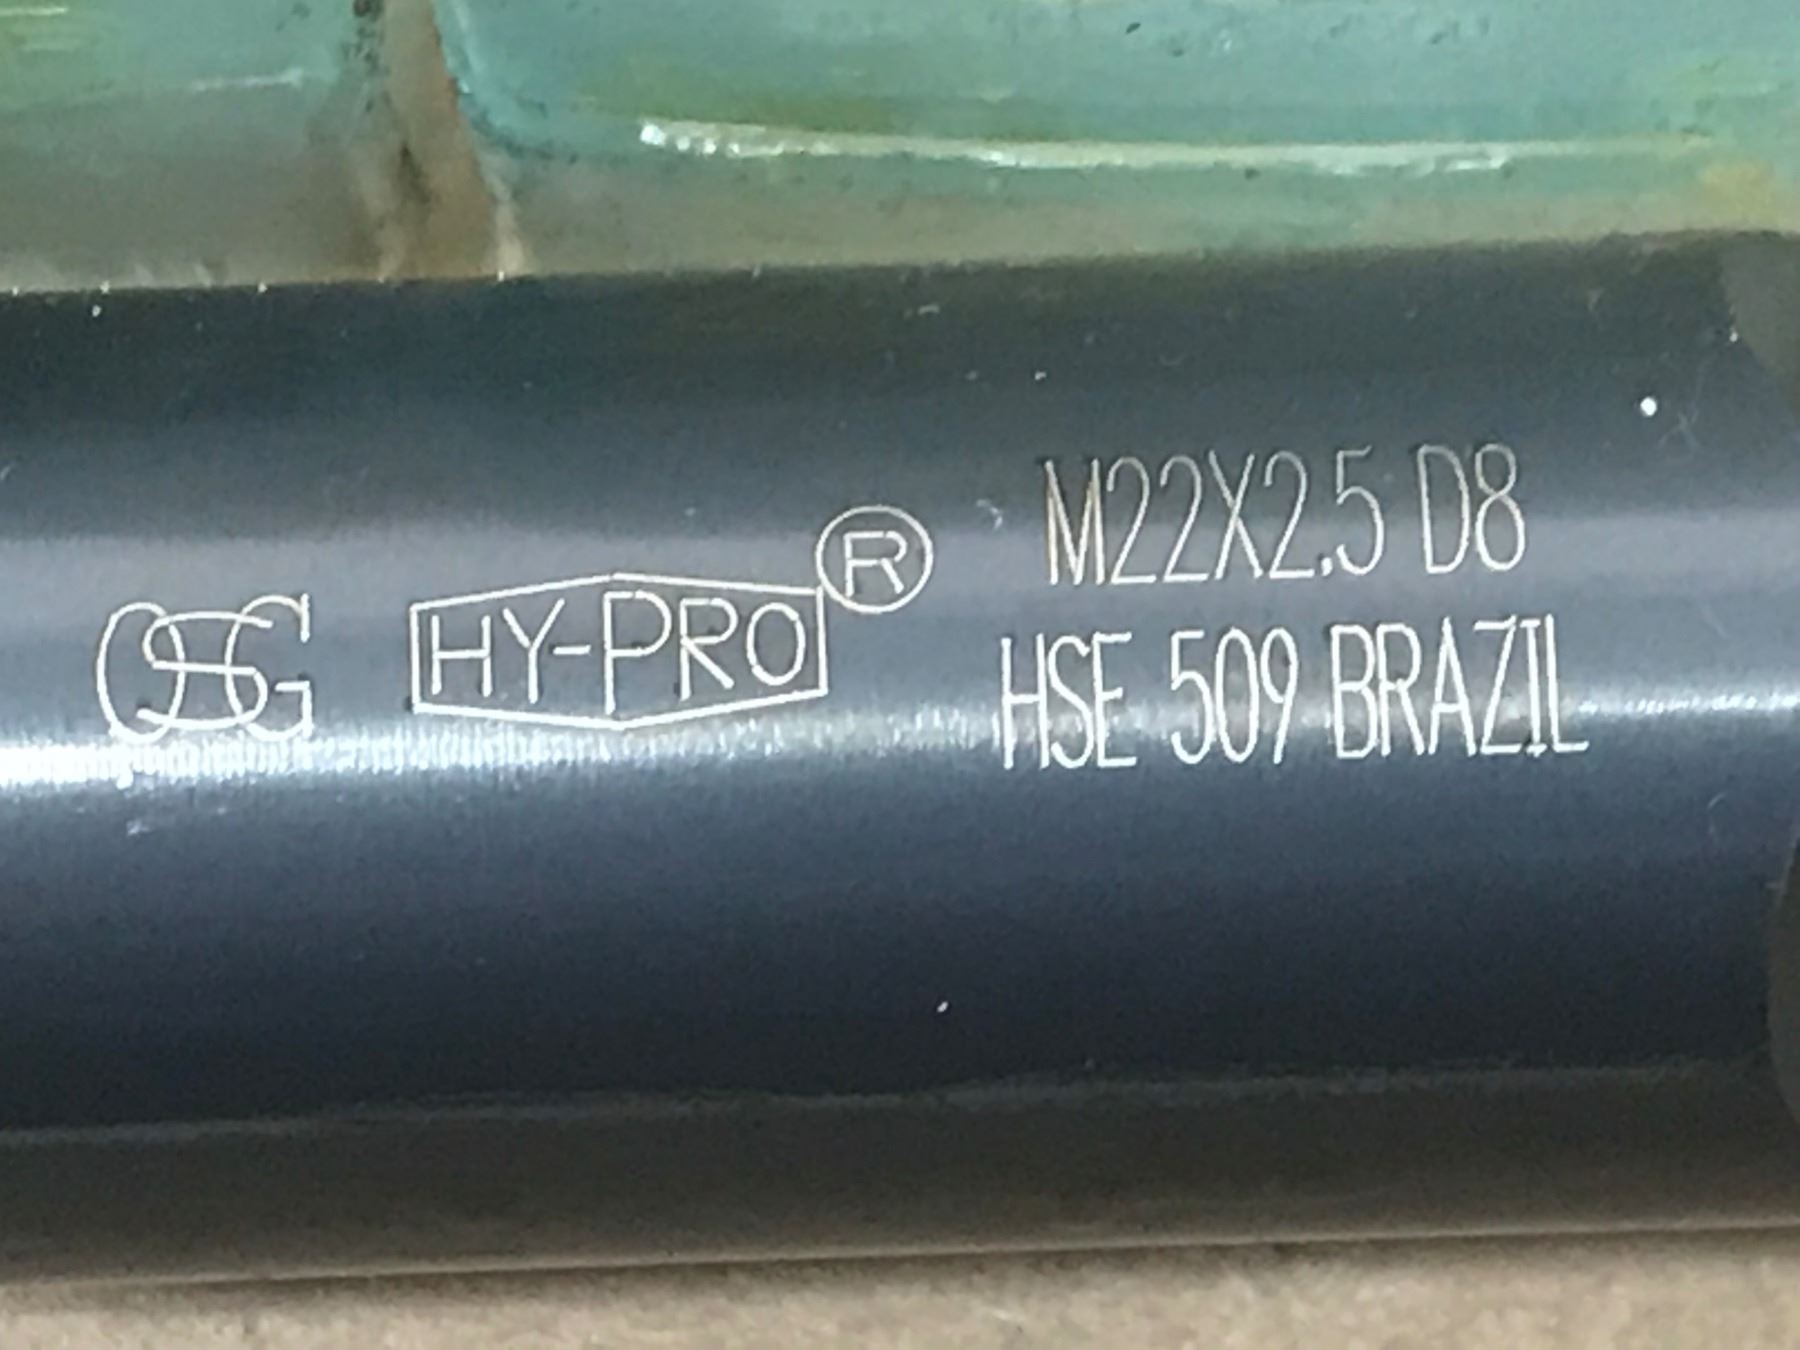 OSG HY-PRO®
M22X2.5 D8
HSE 509 BRAZIL